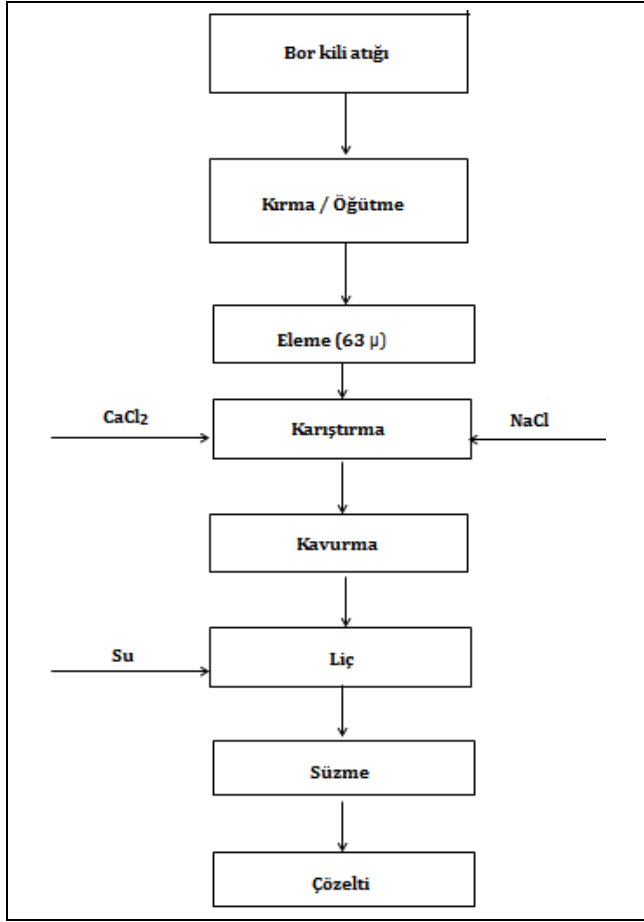 Bor kili atığı
Kırma / Öğütme
Eleme (63 μ)
CaCl₂
Karıştırma
NaCl
Kavurma
Su
Liç
Süzme
Çözelti